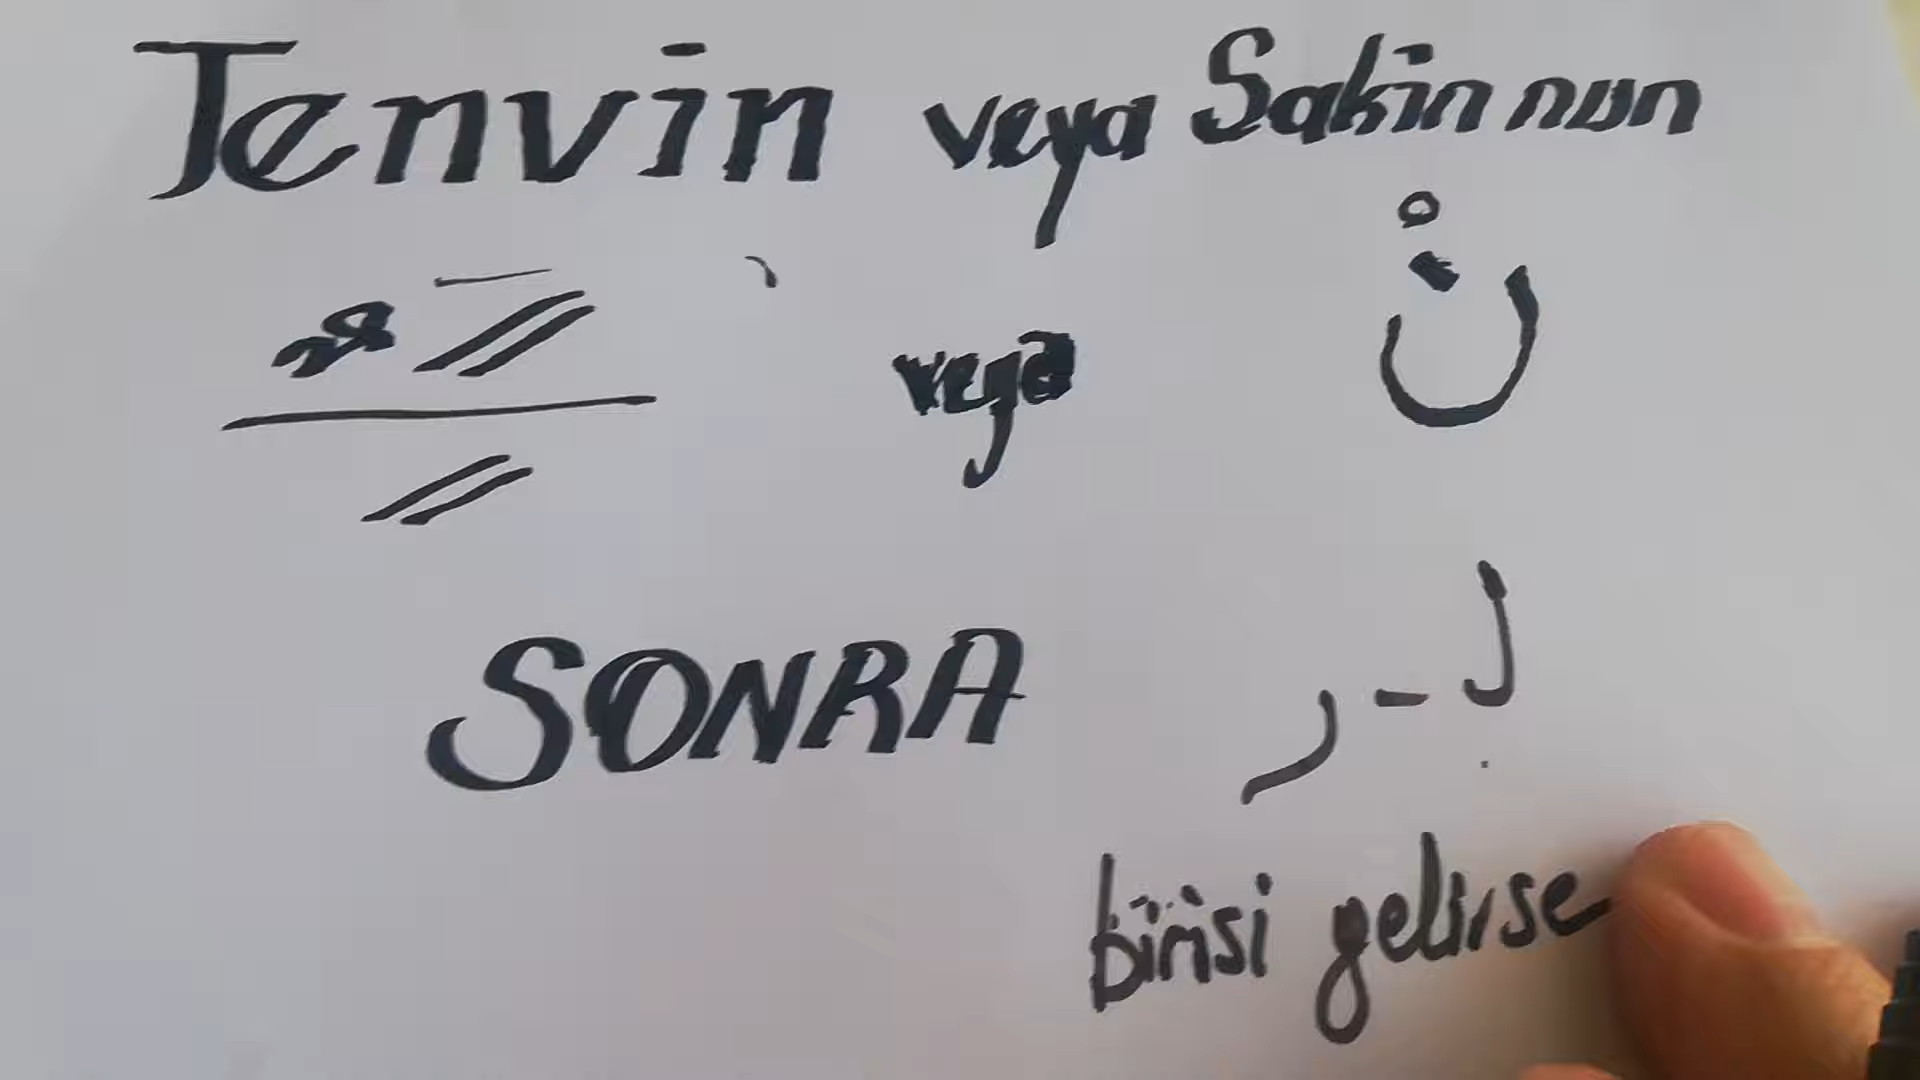 Tenvin veya Sakin nun
ٌ ً veya نْ
ٍ
SONRA ل - ر
birisi gelirse